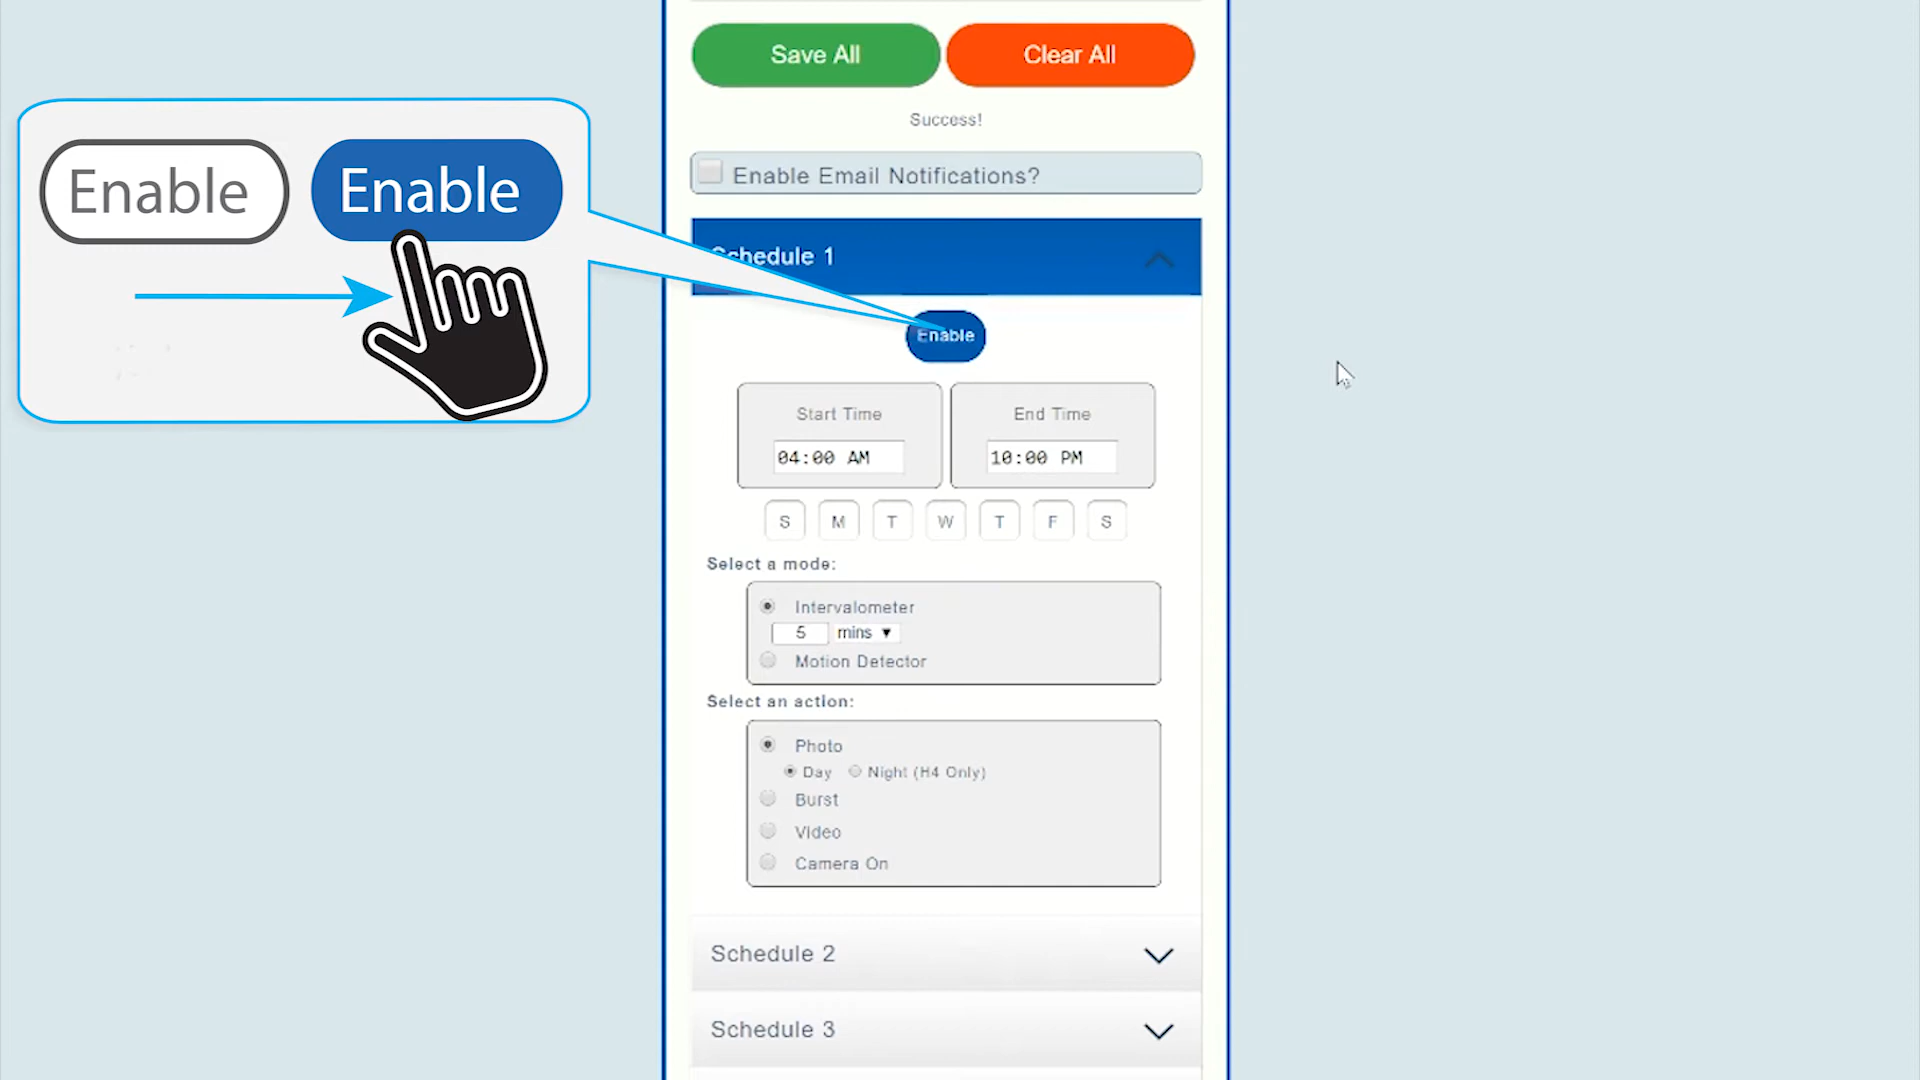 Save All
Clear All
Success!
Enable Email Notifications?
Enable
Enable
Schedule 1
Enable
Start Time
End Time
04:00 AM
10:00 PM
S M T W T F S
Select a mode:
Intervalometer
5 mins
Motion Detector
Select an action:
Photo
Day Night (H4 Only)
Burst
Video
Camera On
Schedule 2
Schedule 3